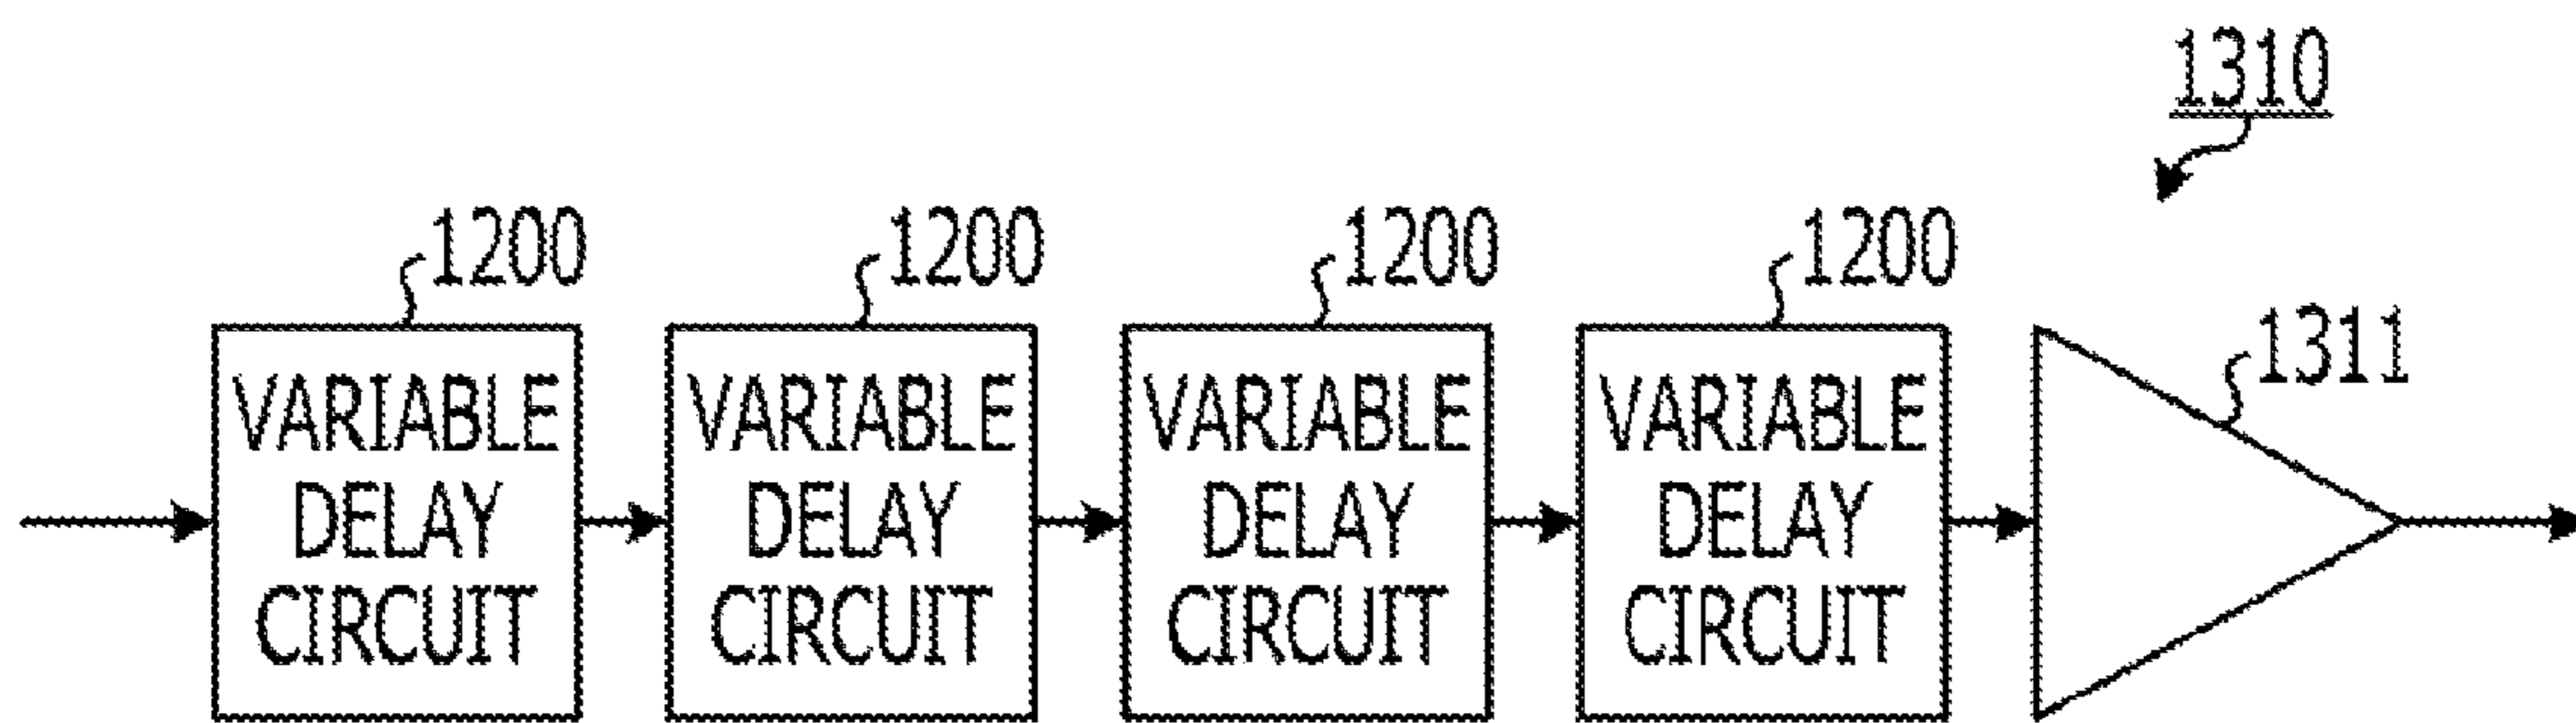 1310
1200 1200 1200 1200
1311
VARIABLE VARIABLE VARIABLE VARIABLE
DELAY DELAY DELAY DELAY
CIRCUIT CIRCUIT CIRCUIT CIRCUIT